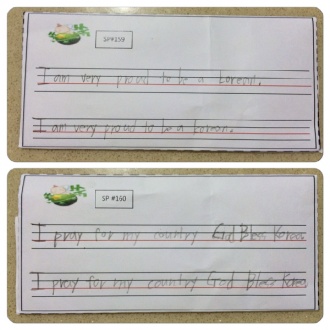 SP#159
I am very proud to be a korean.
I am very proud to be a korean.
SP #160
I pray for my country God Bless Korea
I pray for my country God Bless Korea